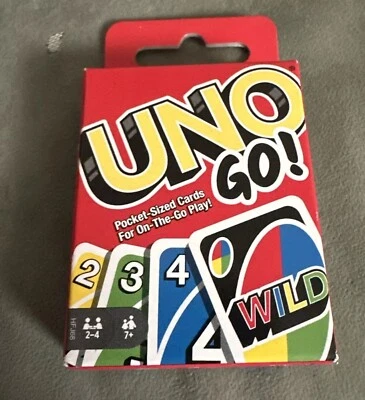 UNO
GO!
Pocket-Sized Cards
For On-The-Go Play!
2
3
4
WILD
2-4
7+